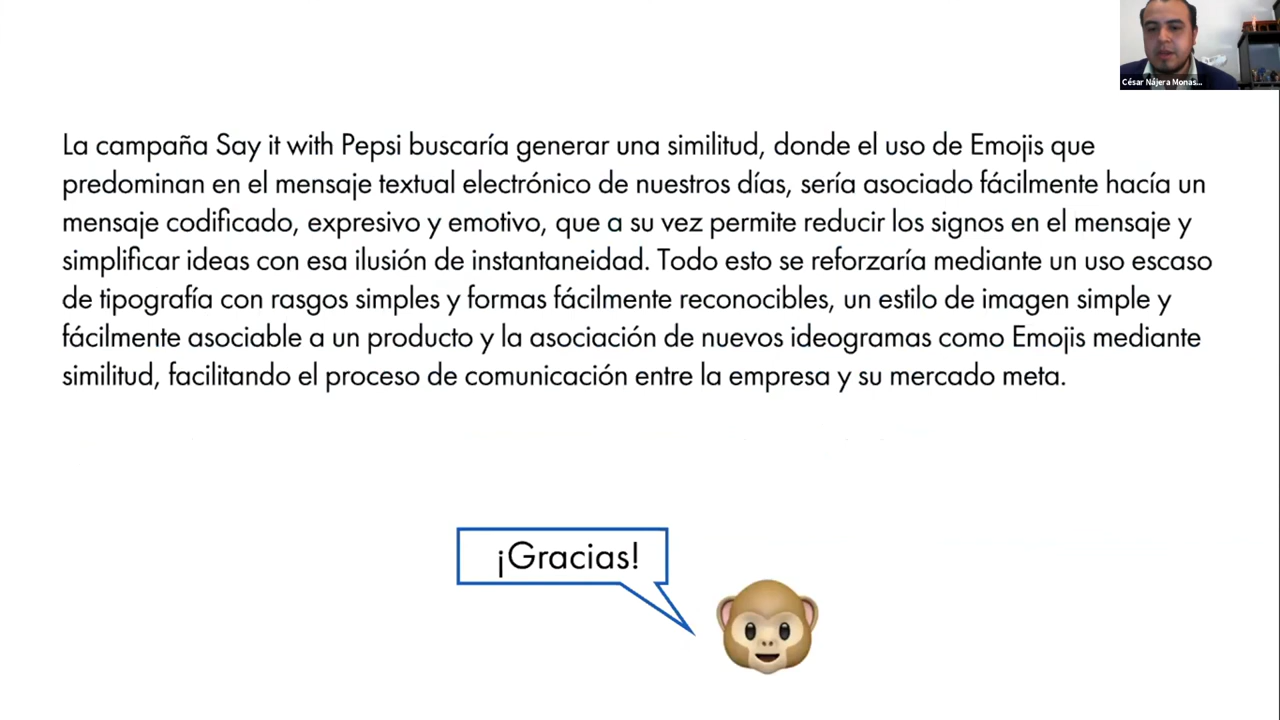 César Nájera Monas...
La campaña Say it with Pepsi buscaría generar una similitud, donde el uso de Emojis que
predominan en el mensaje textual electrónico de nuestros días, sería asociado fácilmente hacía un
mensaje codificado, expresivo y emotivo, que a su vez permite reducir los signos en el mensaje y
simplificar ideas con esa ilusión de instantaneidad. Todo esto se reforzaría mediante un uso escaso
de tipografía con rasgos simples y formas fácilmente reconocibles, un estilo de imagen simple y
fácilmente asociable a un producto y la asociación de nuevos ideogramas como Emojis mediante
similitud, facilitando el proceso de comunicación entre la empresa y su mercado meta.
¡Gracias!